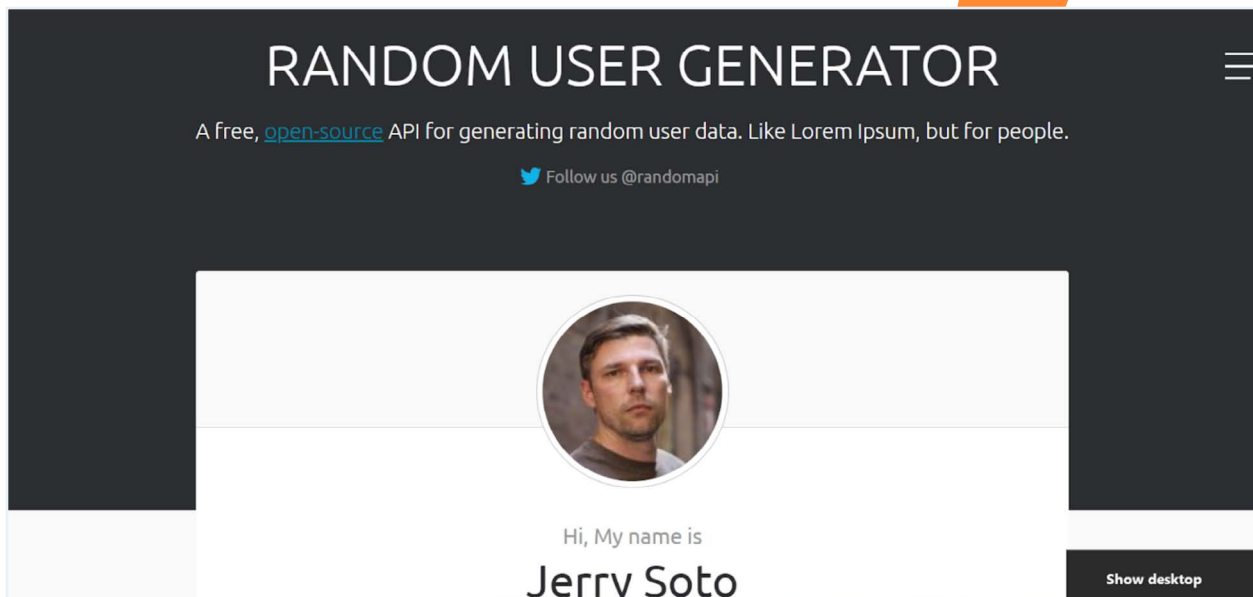 RANDOM USER GENERATOR
A free, open-source API for generating random user data. Like Lorem Ipsum, but for people.
Follow us @randomapi
Hi, My name is
Jerry Soto
Show desktop